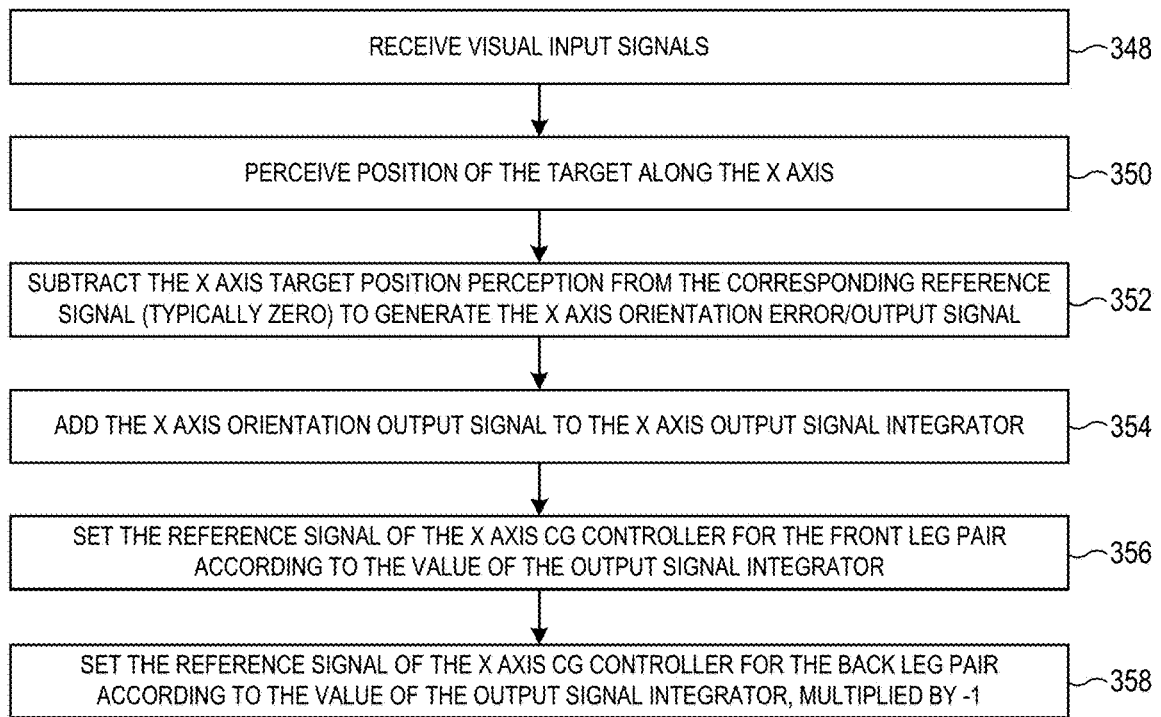 RECEIVE VISUAL INPUT SIGNALS
348
PERCEIVE POSITION OF THE TARGET ALONG THE X AXIS
350
SUBTRACT THE X AXIS TARGET POSITION PERCEPTION FROM THE CORRESPONDING REFERENCE
SIGNAL (TYPICALLY ZERO) TO GENERATE THE X AXIS ORIENTATION ERROR/OUTPUT SIGNAL
352
ADD THE X AXIS ORIENTATION OUTPUT SIGNAL TO THE X AXIS OUTPUT SIGNAL INTEGRATOR
354
SET THE REFERENCE SIGNAL OF THE X AXIS CG CONTROLLER FOR THE FRONT LEG PAIR
ACCORDING TO THE VALUE OF THE OUTPUT SIGNAL INTEGRATOR
356
SET THE REFERENCE SIGNAL OF THE X AXIS CG CONTROLLER FOR THE BACK LEG PAIR
ACCORDING TO THE VALUE OF THE OUTPUT SIGNAL INTEGRATOR, MULTIPLIED BY -1
358